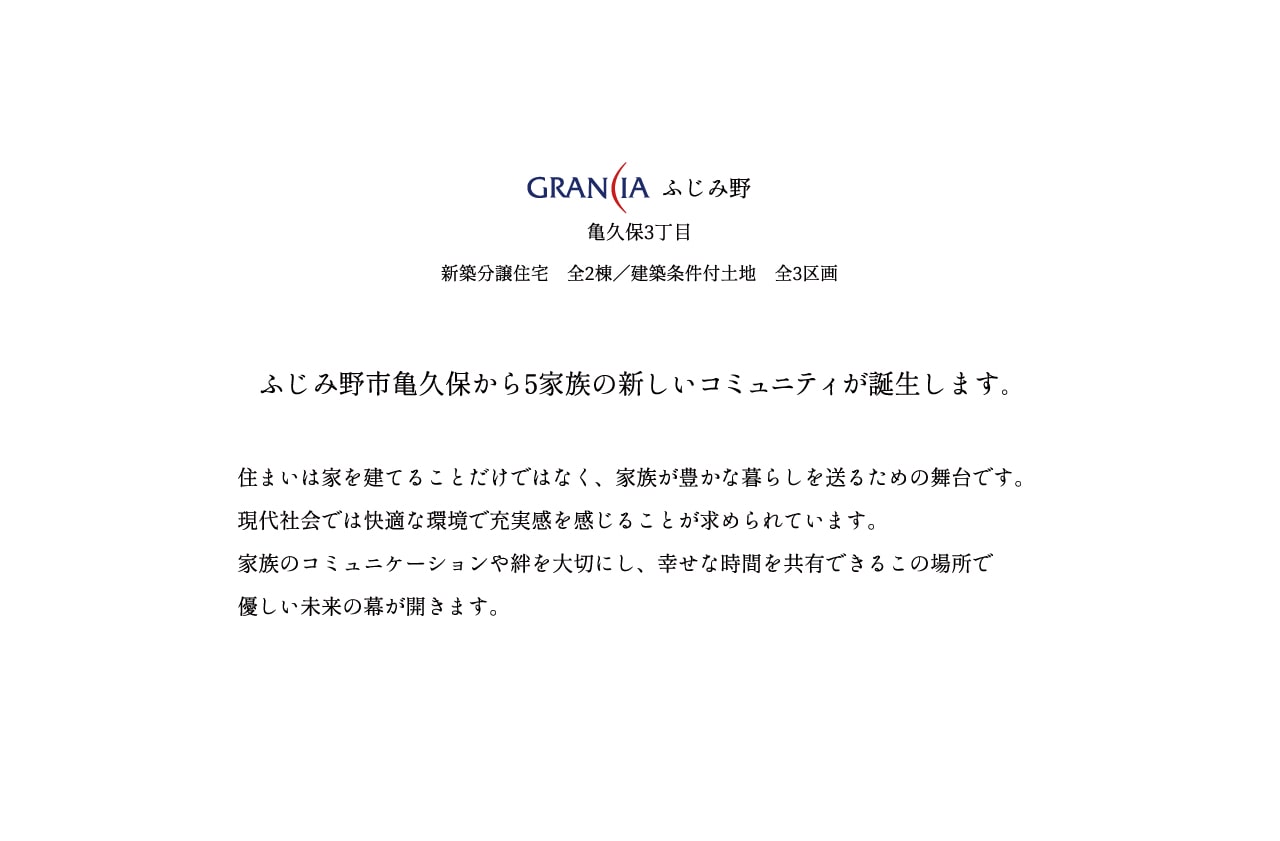 GRANCIA ふじみ野
亀久保3丁目
新築分譲住宅　全2棟／建築条件付土地　全3区画
ふじみ野市亀久保から5家族の新しいコミュニティが誕生します。
住まいは家を建てることだけではなく、家族が豊かな暮らしを送るための舞台です。
現代社会では快適な環境で充実感を感じることが求められています。
家族のコミュニケーションや絆を大切にし、幸せな時間を共有できるこの場所で
優しい未来の幕が開きます。